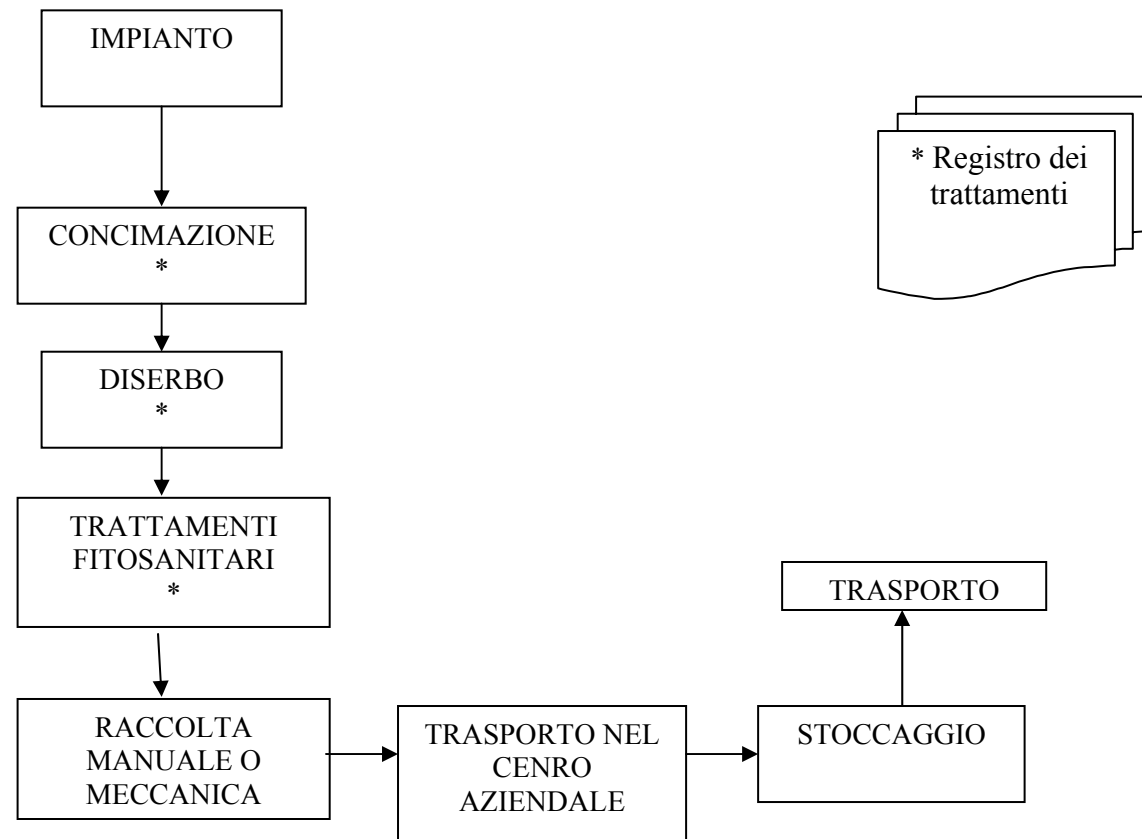 IMPIANTO
* Registro dei
trattamenti
CONCIMAZIONE
*
DISERBO
*
TRATTAMENTI
FITOSANITARI
*
TRASPORTO
RACCOLTA
MANUALE O
MECCANICA
TRASPORTO NEL
CENRO
AZIENDALE
STOCCAGGIO